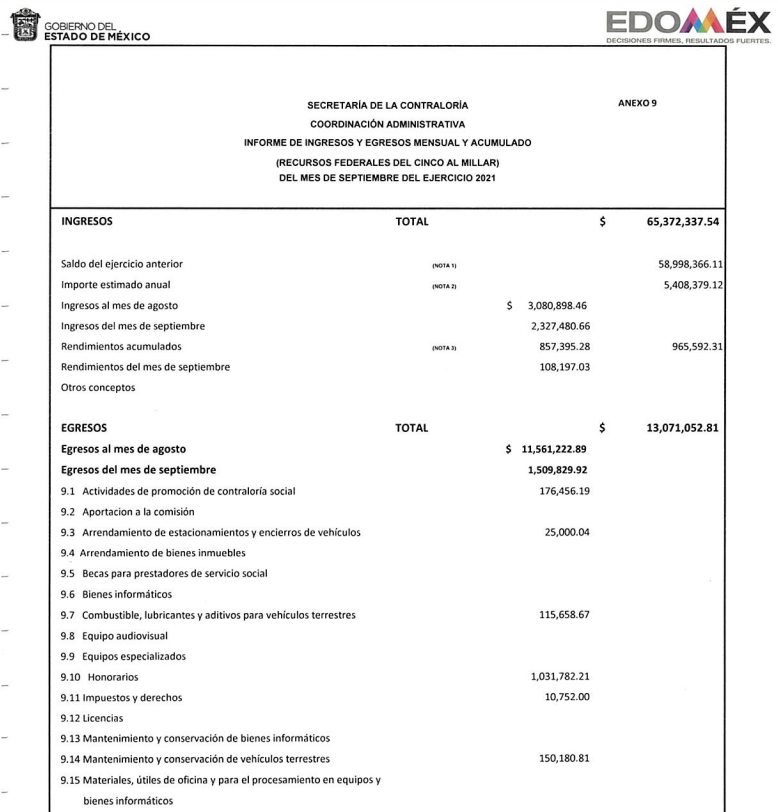 GOBIERNO DEL
ESTADO DE MÉXICO
EDOMÉX
DECISIONES FIRMES, RESULTADOS FUERTES.
SECRETARÍA DE LA CONTRALORÍA ANEXO 9
COORDINACIÓN ADMINISTRATIVA
INFORME DE INGRESOS Y EGRESOS MENSUAL Y ACUMULADO
(RECURSOS FEDERALES DEL CINCO AL MILLAR)
DEL MES DE SEPTIEMBRE DEL EJERCICIO 2021
INGRESOS TOTAL $ 65,372,337.54
Saldo del ejercicio anterior (NOTA 1) 58,998,366.11
Importe estimado anual (NOTA 2) 5,408,379.12
Ingresos al mes de agosto $ 3,080,898.46
Ingresos del mes de septiembre 2,327,480.66
Rendimientos acumulados (NOTA 3) 857,395.28 965,592.31
Rendimientos del mes de septiembre 108,197.03
Otros conceptos
EGRESOS TOTAL $ 13,071,052.81
Egresos al mes de agosto $ 11,561,222.89
Egresos del mes de septiembre 1,509,829.92
9.1 Actividades de promoción de contraloría social 176,456.19
9.2 Aportacion a la comisión
9.3 Arrendamiento de estacionamientos y encierros de vehículos 25,000.04
9.4 Arrendamiento de bienes inmuebles
9.5 Becas para prestadores de servicio social
9.6 Bienes informáticos
9.7 Combustible, lubricantes y aditivos para vehículos terrestres 115,658.67
9.8 Equipo audiovisual
9.9 Equipos especializados
9.10 Honorarios 1,031,782.21
9.11 Impuestos y derechos 10,752.00
9.12 Licencias
9.13 Mantenimiento y conservación de bienes informáticos
9.14 Mantenimiento y conservación de vehículos terrestres 150,180.81
9.15 Materiales, útiles de oficina y para el procesamiento en equipos y
bienes informáticos